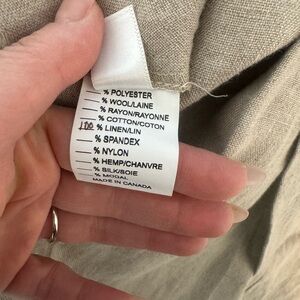 % POLYESTER
% WOOL/LAINE
% RAYON/RAYONNE
% COTTON/COTON
100 % LINEN/LIN
% SPANDEX
% NYLON
% HEMP/CHANVRE
% SILK/SOIE
% MODAL
MADE IN CANADA